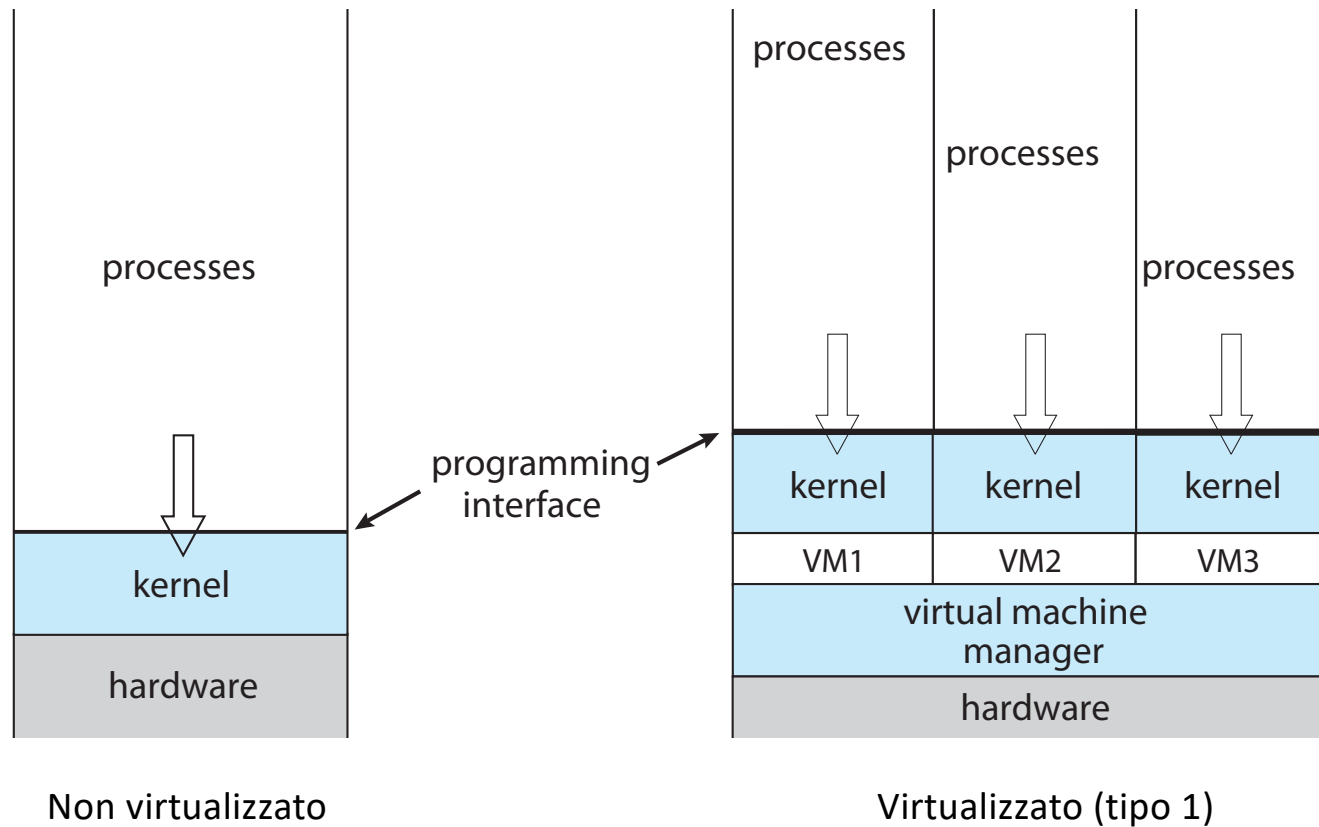 processes
kernel
hardware
Non virtualizzato
programming
interface
processes
processes
processes
kernel
kernel
kernel
VM1
VM2
VM3
virtual machine
manager
hardware
Virtualizzato (tipo 1)